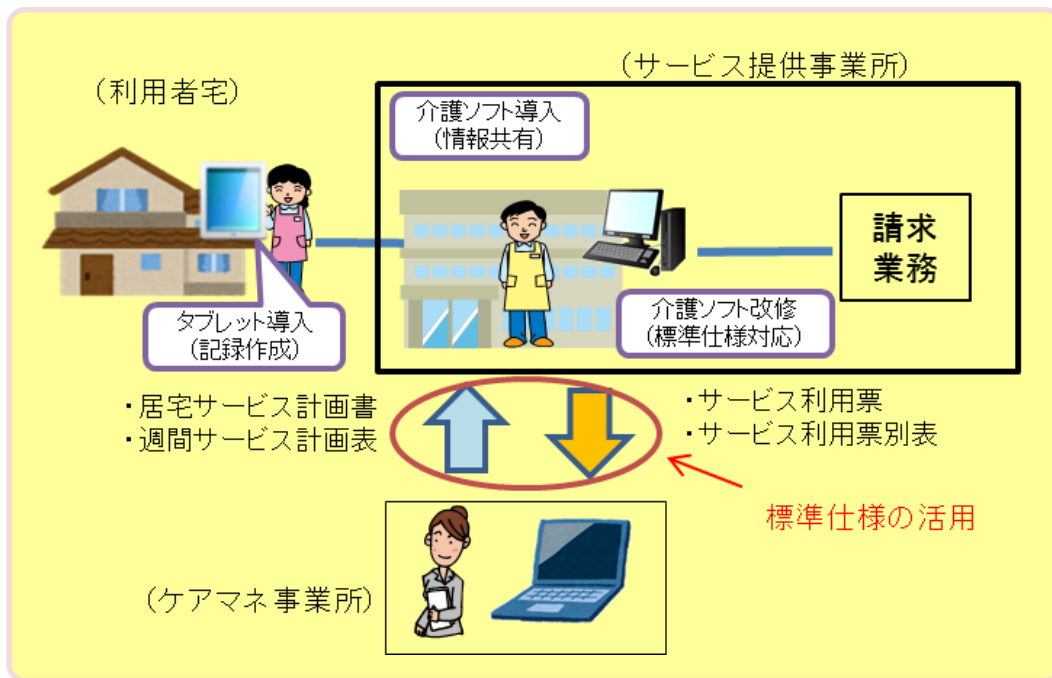 (サービス提供事業所)
(利用者宅)
介護ソフト導入
(情報共有)
請求
業務
タブレット導入
(記録作成)
介護ソフト改修
(標準仕様対応)
・居宅サービス計画書
・週間サービス計画表
・サービス利用票
・サービス利用票別表
標準仕様の活用
(ケアマネ事業所)